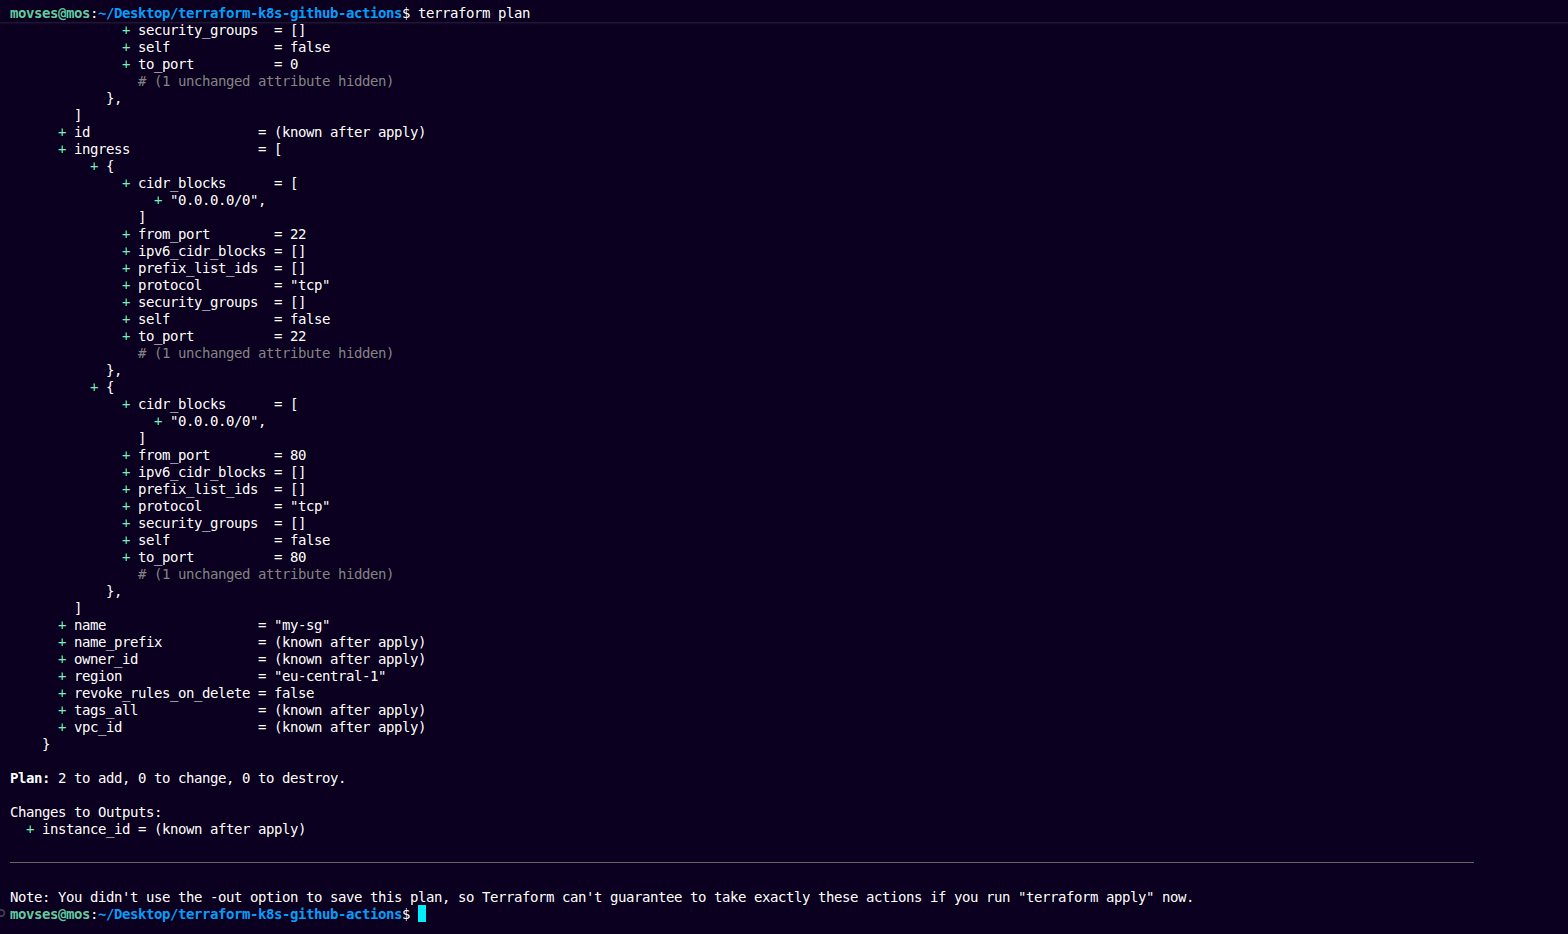 movses@mos:~/Desktop/terraform-k8s-github-actions$ terraform plan
              + security_groups  = []
              + self             = false
              + to_port          = 0
                # (1 unchanged attribute hidden)
            },
        ]
      + id                     = (known after apply)
      + ingress                = [
          + {
              + cidr_blocks      = [
                  + "0.0.0.0/0",
                ]
              + from_port        = 22
              + ipv6_cidr_blocks = []
              + prefix_list_ids  = []
              + protocol         = "tcp"
              + security_groups  = []
              + self             = false
              + to_port          = 22
                # (1 unchanged attribute hidden)
            },
          + {
              + cidr_blocks      = [
                  + "0.0.0.0/0",
                ]
              + from_port        = 80
              + ipv6_cidr_blocks = []
              + prefix_list_ids  = []
              + protocol         = "tcp"
              + security_groups  = []
              + self             = false
              + to_port          = 80
                # (1 unchanged attribute hidden)
            },
        ]
      + name                   = "my-sg"
      + name_prefix            = (known after apply)
      + owner_id               = (known after apply)
      + region                 = "eu-central-1"
      + revoke_rules_on_delete = false
      + tags_all               = (known after apply)
      + vpc_id                 = (known after apply)
    }
Plan: 2 to add, 0 to change, 0 to destroy.
Changes to Outputs:
  + instance_id = (known after apply)
Note: You didn't use the -out option to save this plan, so Terraform can't guarantee to take exactly these actions if you run "terraform apply" now.
movses@mos:~/Desktop/terraform-k8s-github-actions$